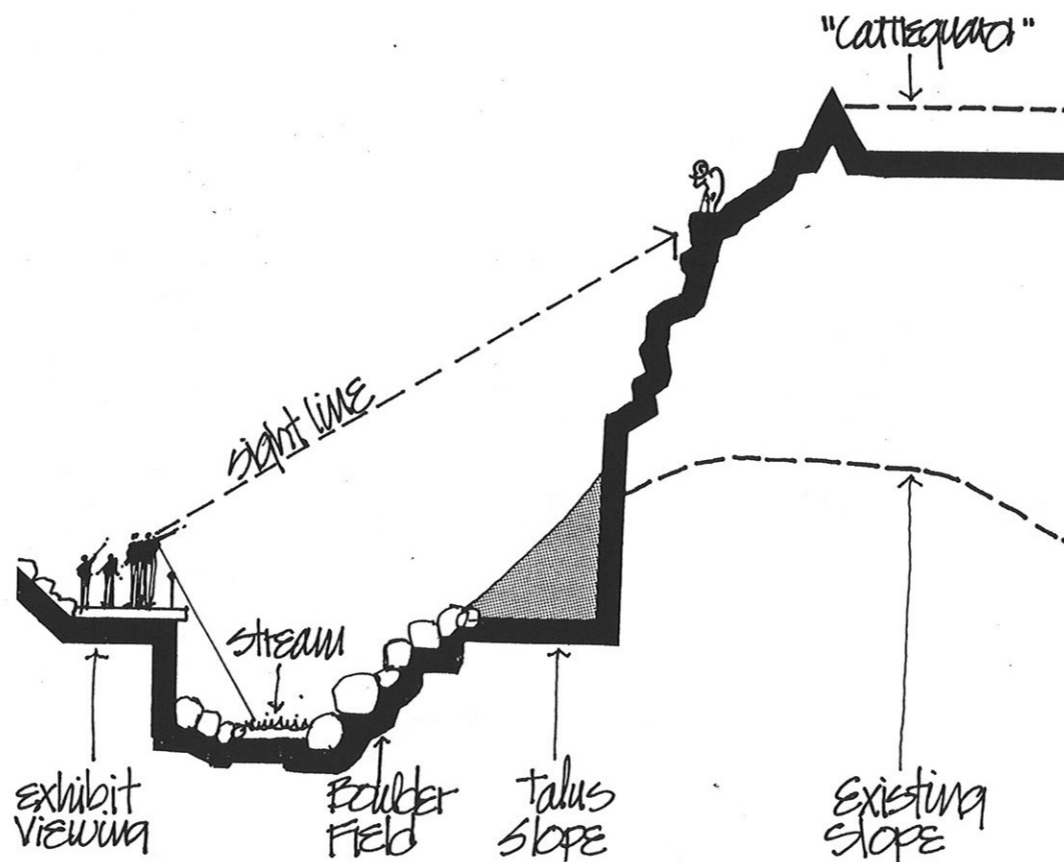 "Cattleguard"
sight line
stream
exhibit
viewing
Boulder
Field
talus
slope
Existing
slope